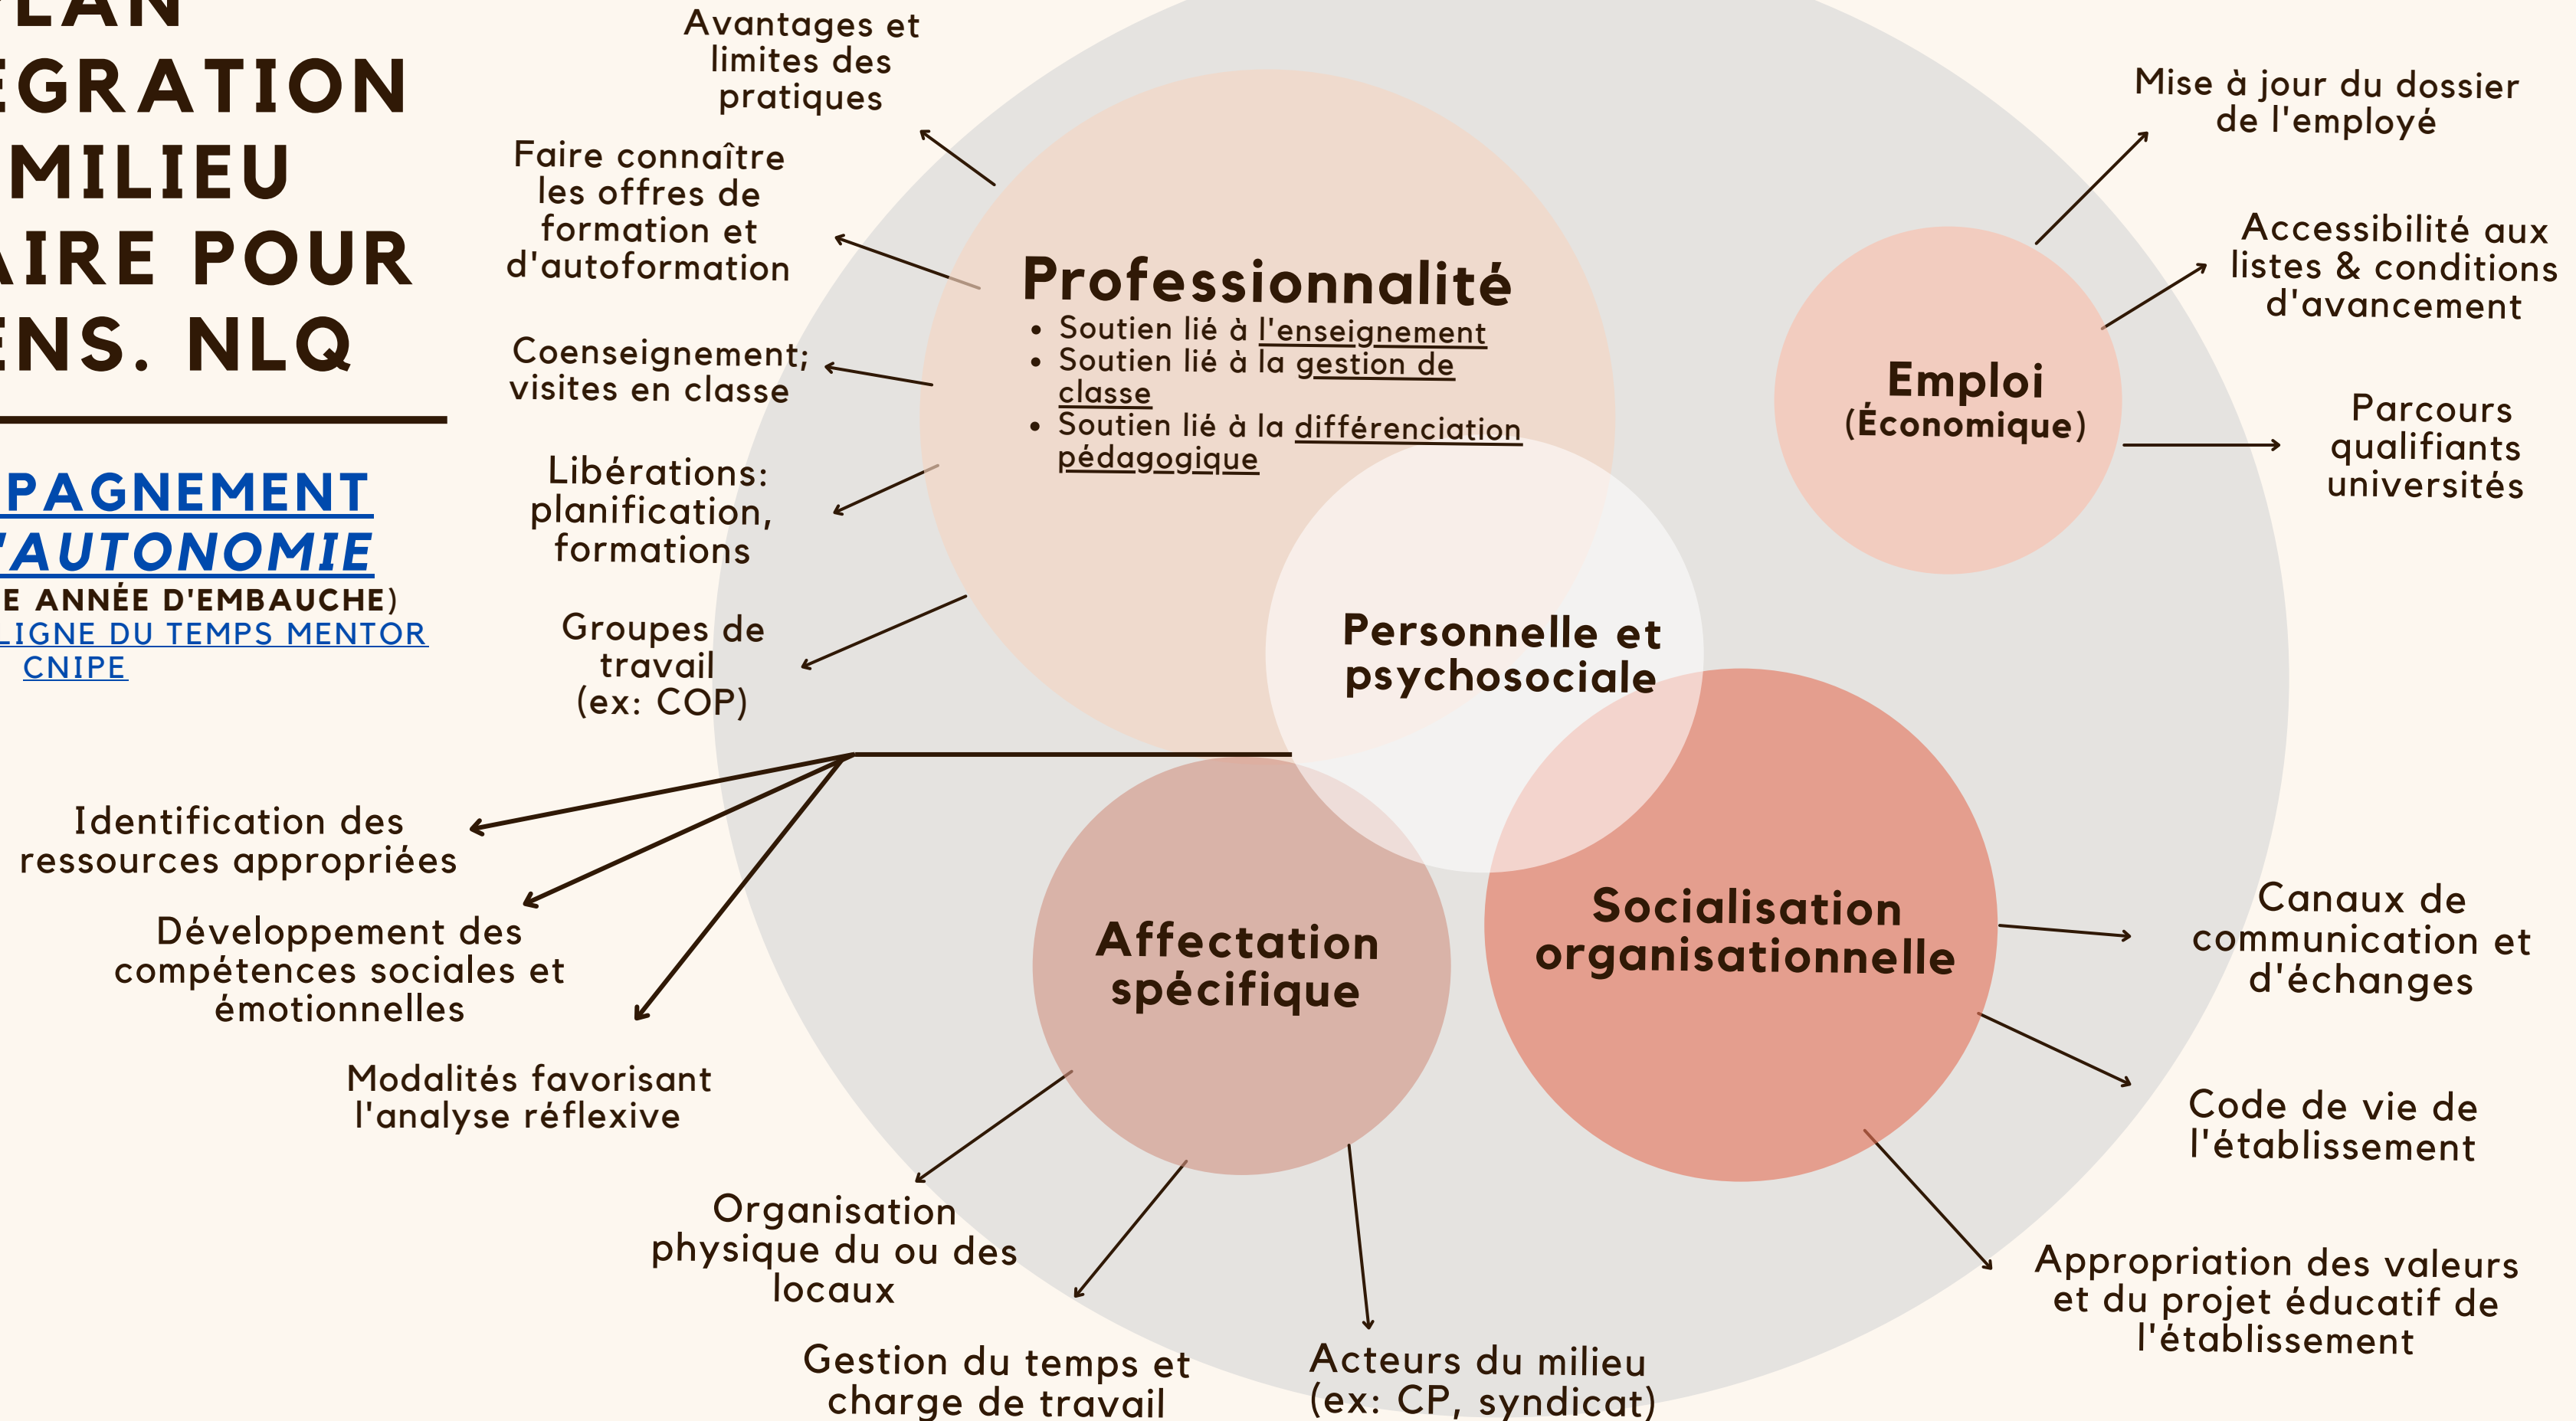 PLAN
EGRATION
MILIEU
AIRE POUR
ENS. NLQ
PAGNEMENT
'AUTONOMIE
E ANNÉE D'EMBAUCHE)
LIGNE DU TEMPS MENTOR
CNIPE
Avantages et
limites des
pratiques
Faire connaître
les offres de
formation et
d'autoformation
Coenseignement;
visites en classe
Libérations:
planification,
formations
Groupes de
travail
(ex: COP)
Professionnalité
• Soutien lié à l'enseignement
• Soutien lié à la gestion de
classe
• Soutien lié à la différenciation
pédagogique
Emploi
(Économique)
Mise à jour du dossier
de l'employé
Accessibilité aux
listes & conditions
d'avancement
Parcours
qualifiants
universités
Personnelle et
psychosociale
Identification des
ressources appropriées
Développement des
compétences sociales et
émotionnelles
Modalités favorisant
l'analyse réflexive
Affectation
spécifique
Organisation
physique du ou des
locaux
Gestion du temps et
charge de travail
Acteurs du milieu
(ex: CP, syndicat)
Socialisation
organisationnelle
Canaux de
communication et
d'échanges
Code de vie de
l'établissement
Appropriation des valeurs
et du projet éducatif de
l'établissement